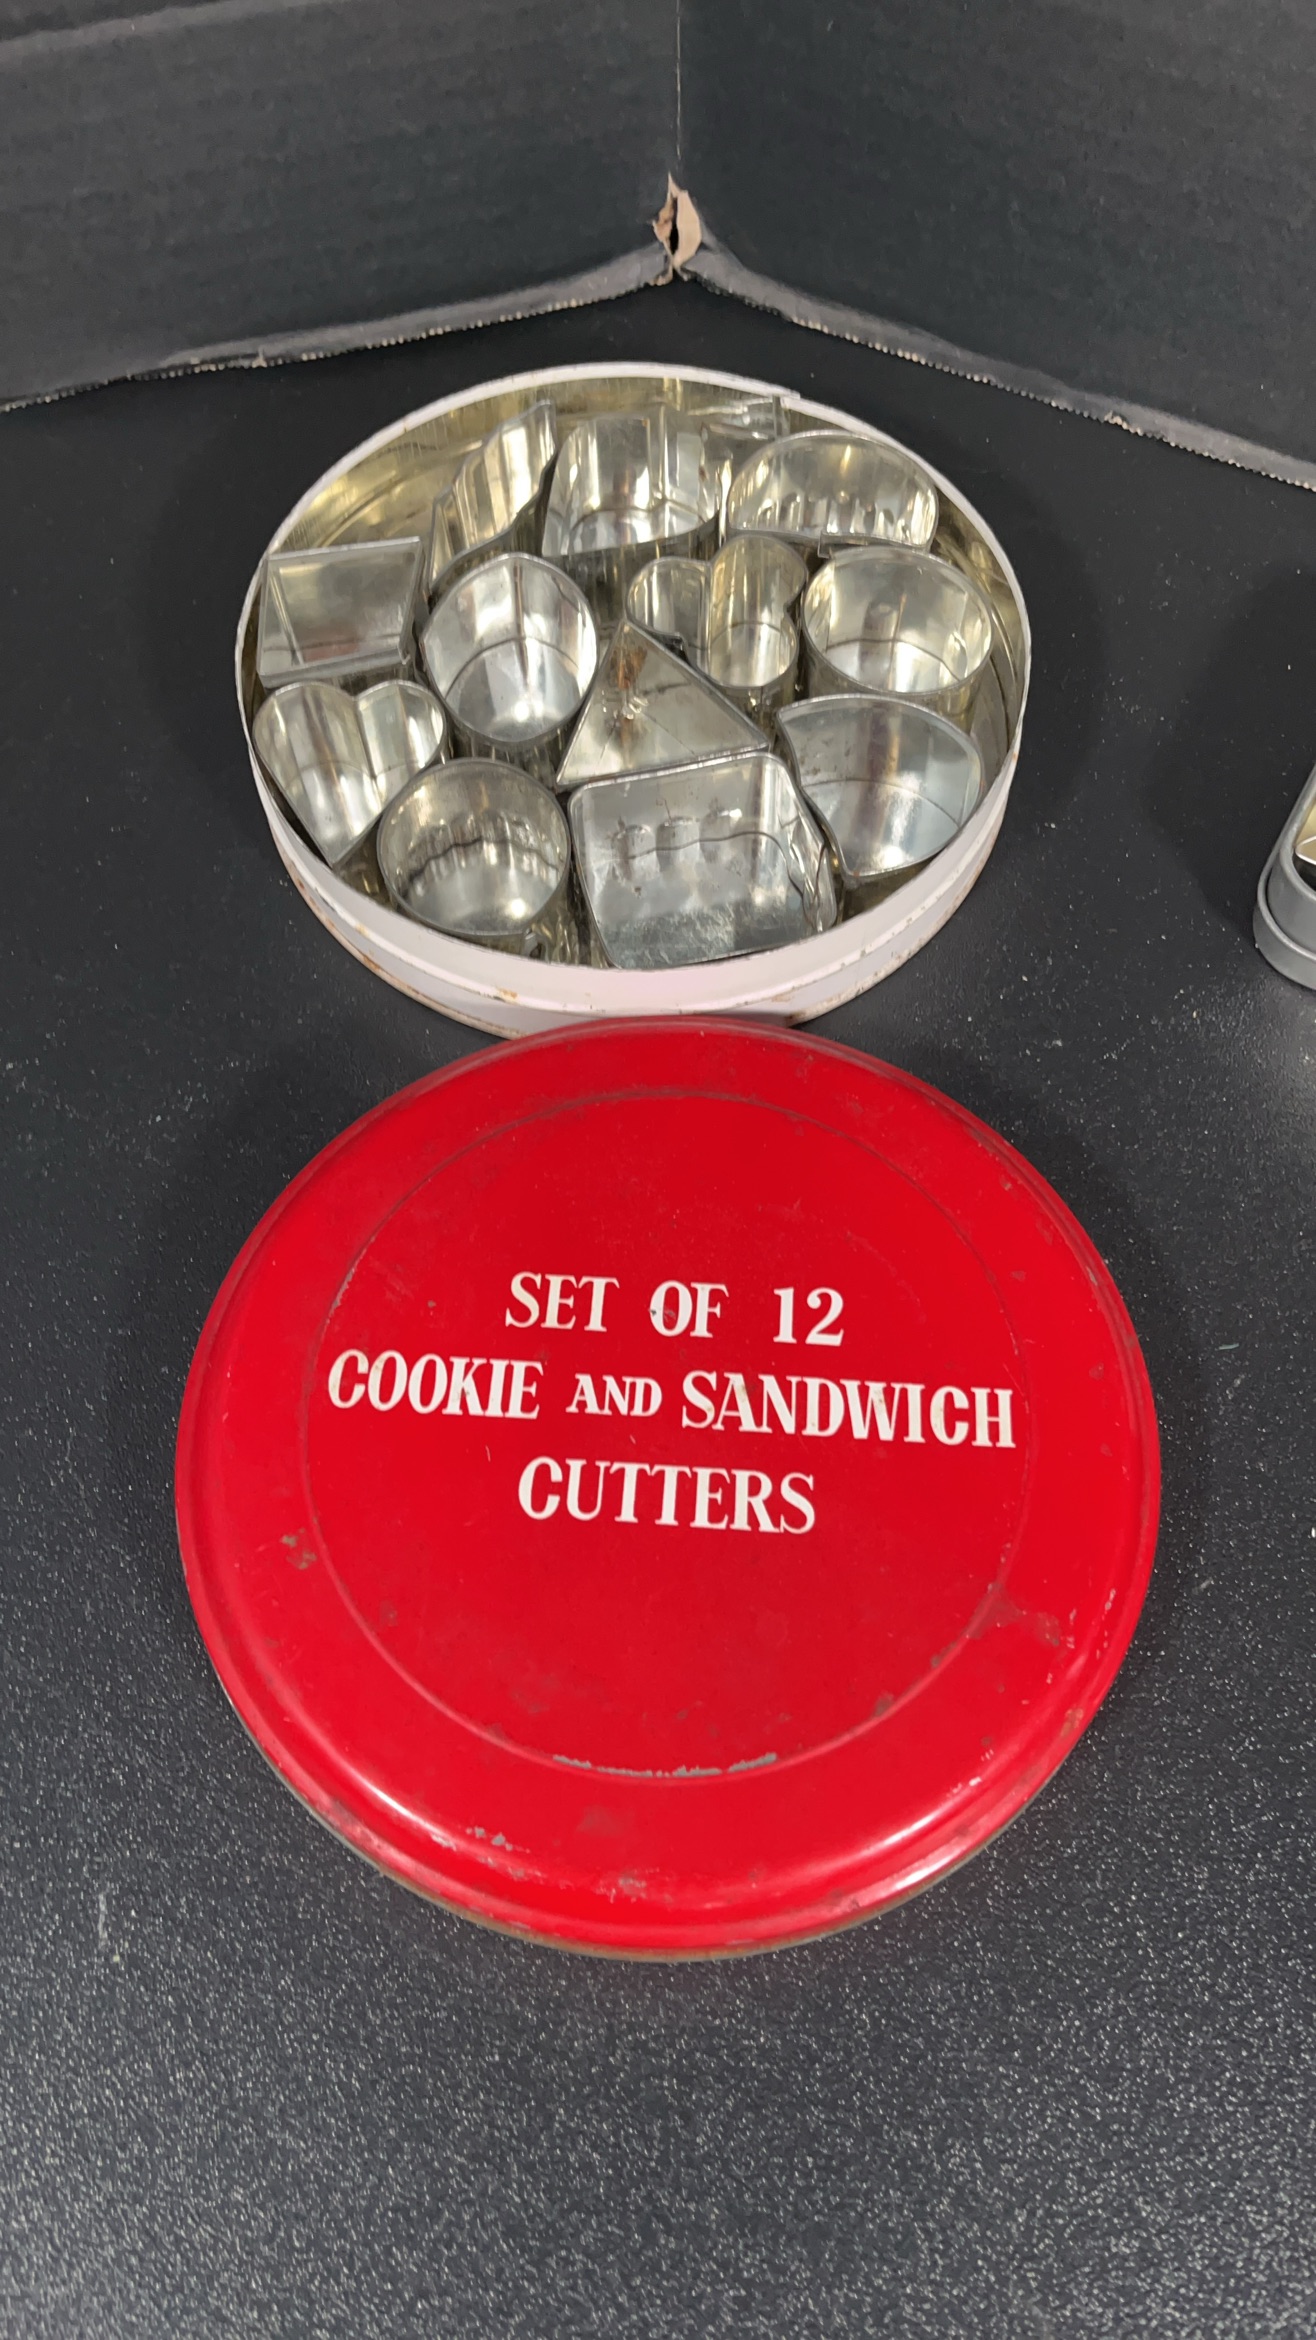 SET OF 12
COOKIE AND SANDWICH
CUTTERS